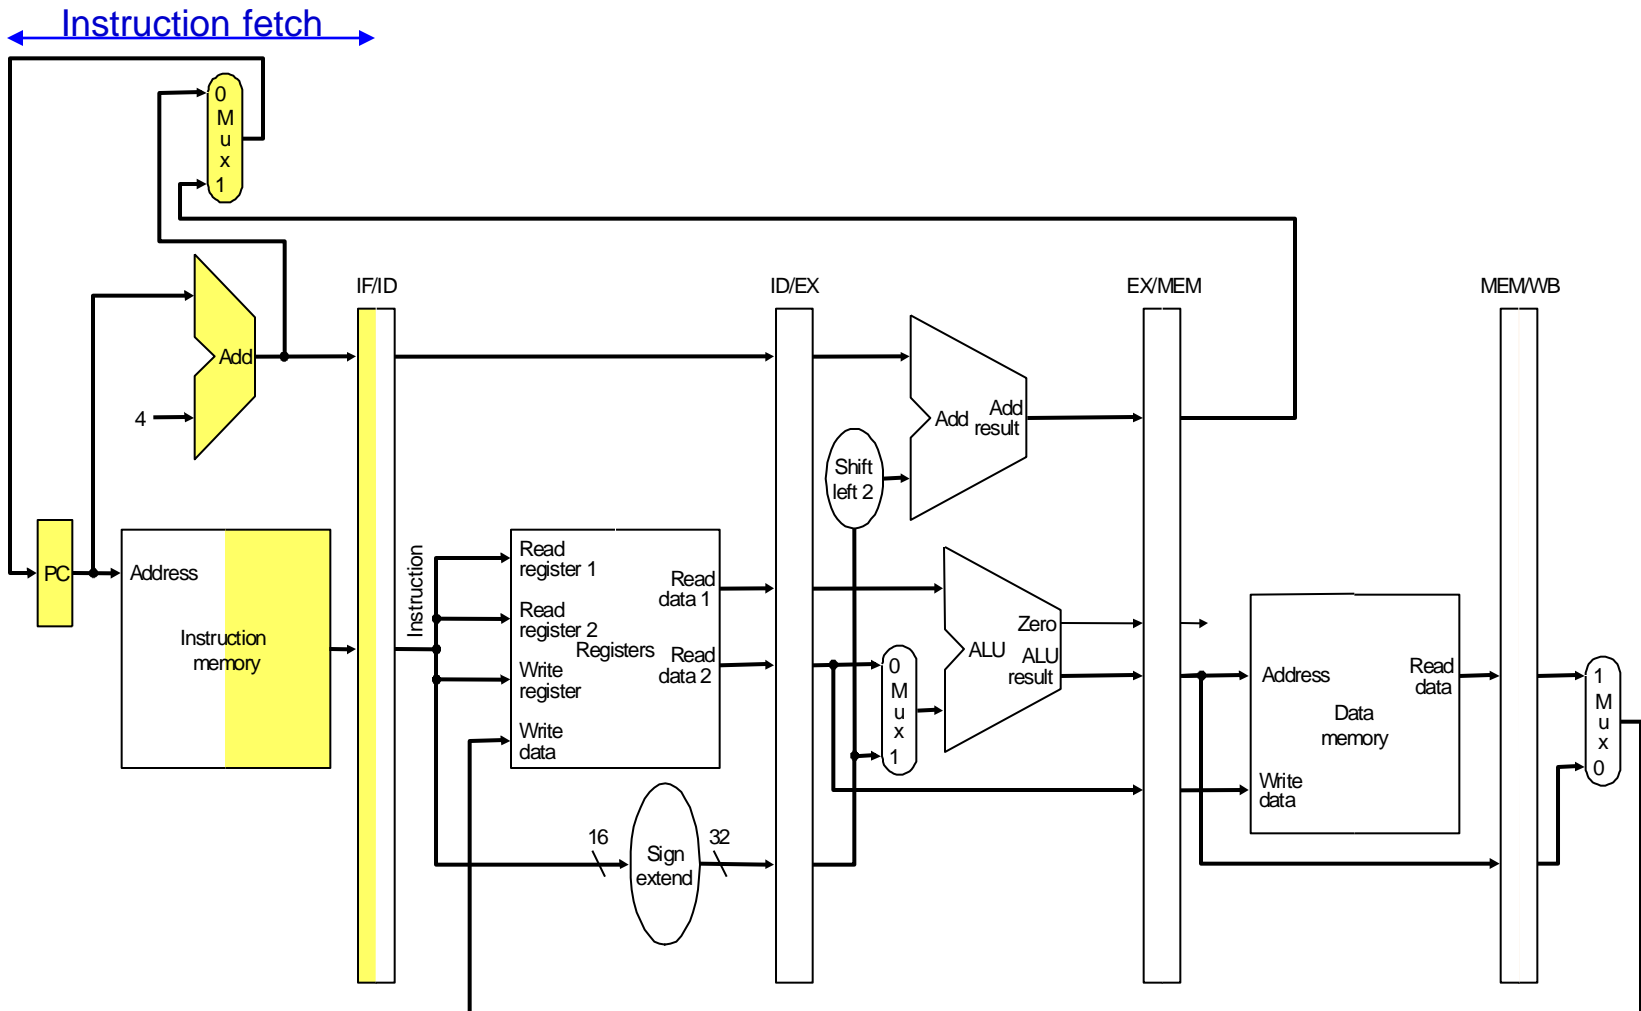 Instruction fetch
0
M
u
x
1
IF/ID
ID/EX
EX/MEM
MEM/WB
Add
4
Add
Add
result
Shift
left 2
PC
Address
Instruction
memory
Instruction
Read
register 1
Read
register 2
Registers
Write
register
Write
data
Read
data 1
Read
data 2
0
M
u
x
1
Zero
ALU
ALU
result
Address
Read
data
Data
memory
Write
data
1
M
u
x
0
16
Sign
extend
32